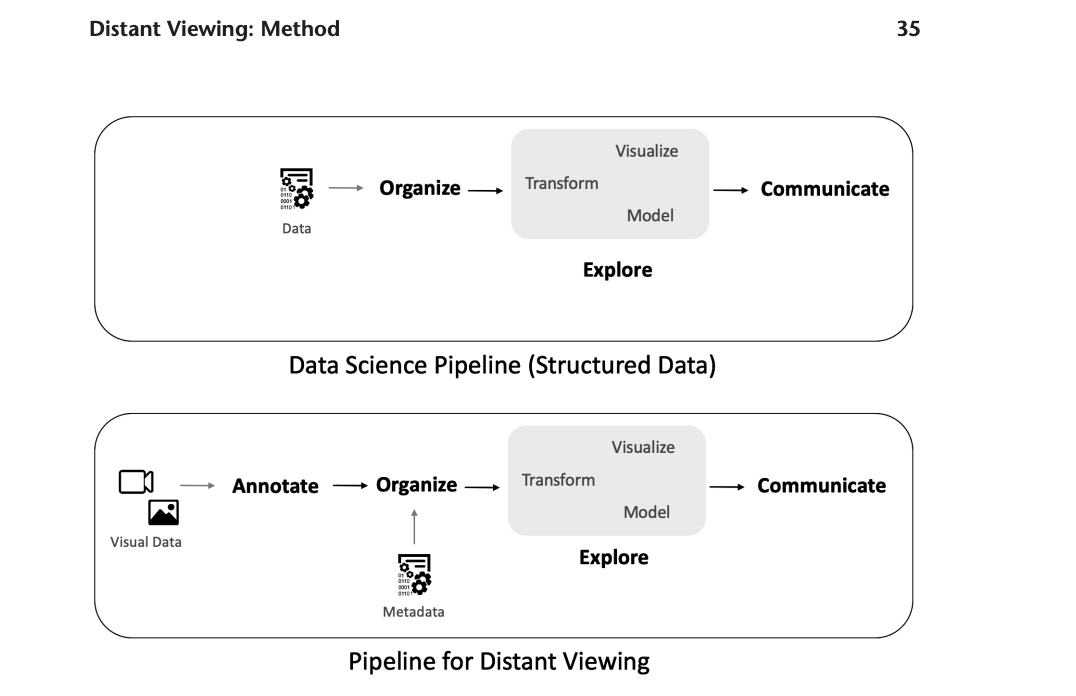 Distant Viewing: Method 35
Visualize
Transform
Model
Data
Organize
Communicate
Explore
Data Science Pipeline (Structured Data)
Visual Data
Annotate
Organize
Metadata
Visualize
Transform
Model
Explore
Communicate
Pipeline for Distant Viewing